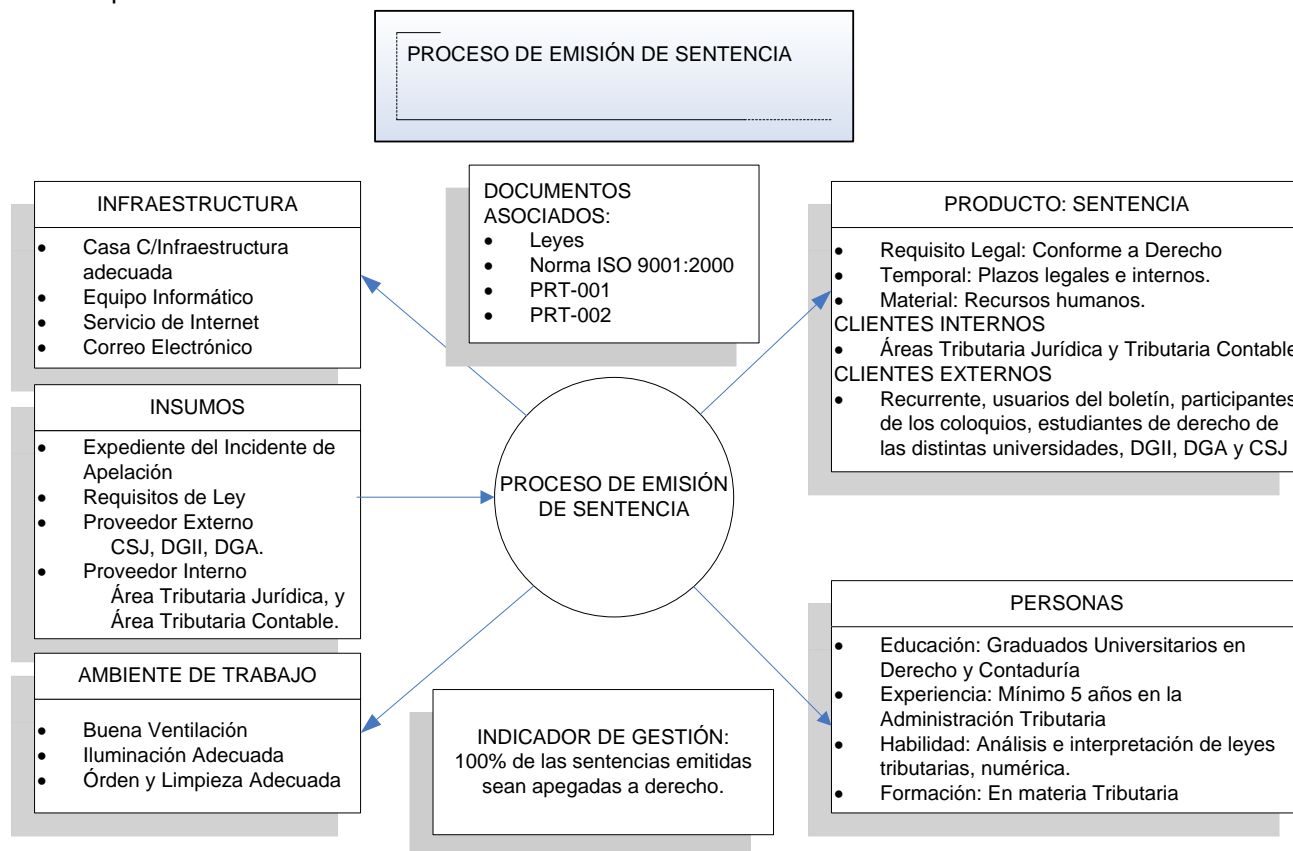 PROCESO DE EMISIÓN DE SENTENCIA
INFRAESTRUCTURA
• Casa C/Infraestructura
adecuada
• Equipo Informático
• Servicio de Internet
• Correo Electrónico
DOCUMENTOS
ASOCIADOS:
• Leyes
• Norma ISO 9001:2000
• PRT-001
• PRT-002
PRODUCTO: SENTENCIA
• Requisito Legal: Conforme a Derecho
• Temporal: Plazos legales e internos.
• Material: Recursos humanos.
CLIENTES INTERNOS
• Áreas Tributaria Jurídica y Tributaria Contable
CLIENTES EXTERNOS
• Recurrente, usuarios del boletín, participantes
de los coloquios, estudiantes de derecho de
las distintas universidades, DGII, DGA y CSJ
INSUMOS
• Expediente del Incidente de
Apelación
• Requisitos de Ley
• Proveedor Externo
CSJ, DGII, DGA.
• Proveedor Interno
Área Tributaria Jurídica, y
Área Tributaria Contable.
PROCESO DE EMISIÓN
DE SENTENCIA
AMBIENTE DE TRABAJO
• Buena Ventilación
• Iluminación Adecuada
• Órden y Limpieza Adecuada
INDICADOR DE GESTIÓN:
100% de las sentencias emitidas
sean apegadas a derecho.
PERSONAS
• Educación: Graduados Universitarios en
Derecho y Contaduría
• Experiencia: Mínimo 5 años en la
Administración Tributaria
• Habilidad: Análisis e interpretación de leyes
tributarias, numérica.
• Formación: En materia Tributaria